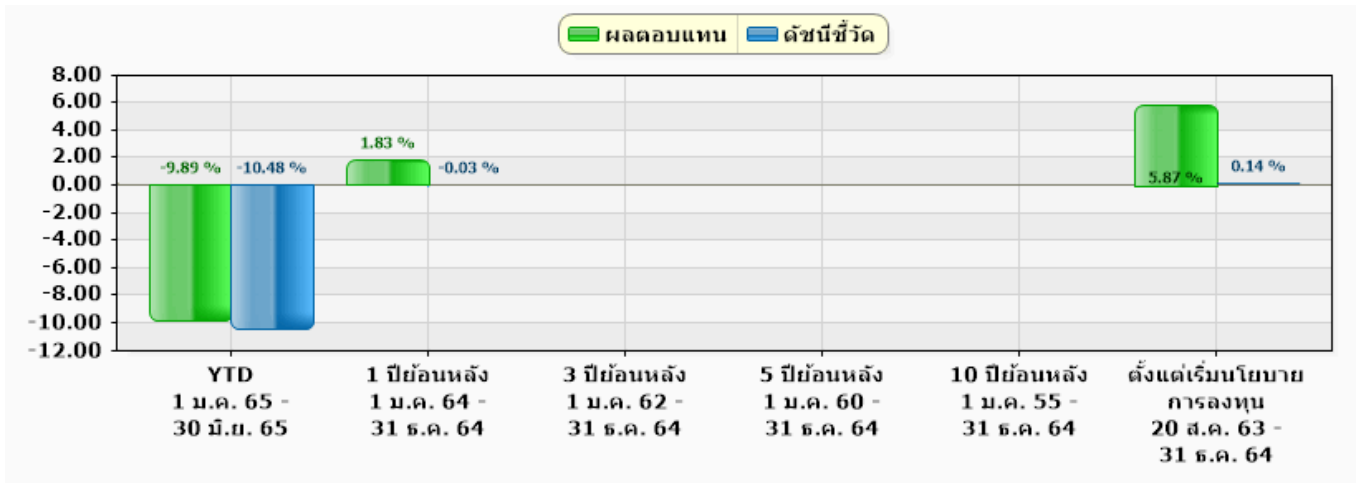 ผลตอบแทน ดัชนีชี้วัด
8.00
6.00
4.00
2.00
0.00
-2.00
-4.00
-6.00
-8.00
-10.00
-12.00
-9.89 % -10.48 %
1.83 % -0.03 %
5.87 % 0.14 %
YTD
1 ม.ค. 65 -
30 มิ.ย. 65
1 ปีย้อนหลัง
1 ม.ค. 64 -
31 ธ.ค. 64
3 ปีย้อนหลัง
1 ม.ค. 62 -
31 ธ.ค. 64
5 ปีย้อนหลัง
1 ม.ค. 60 -
31 ธ.ค. 64
10 ปีย้อนหลัง
1 ม.ค. 55 -
31 ธ.ค. 64
ตั้งแต่เริ่มนโยบาย
การลงทุน
20 ส.ค. 63 -
31 ธ.ค. 64